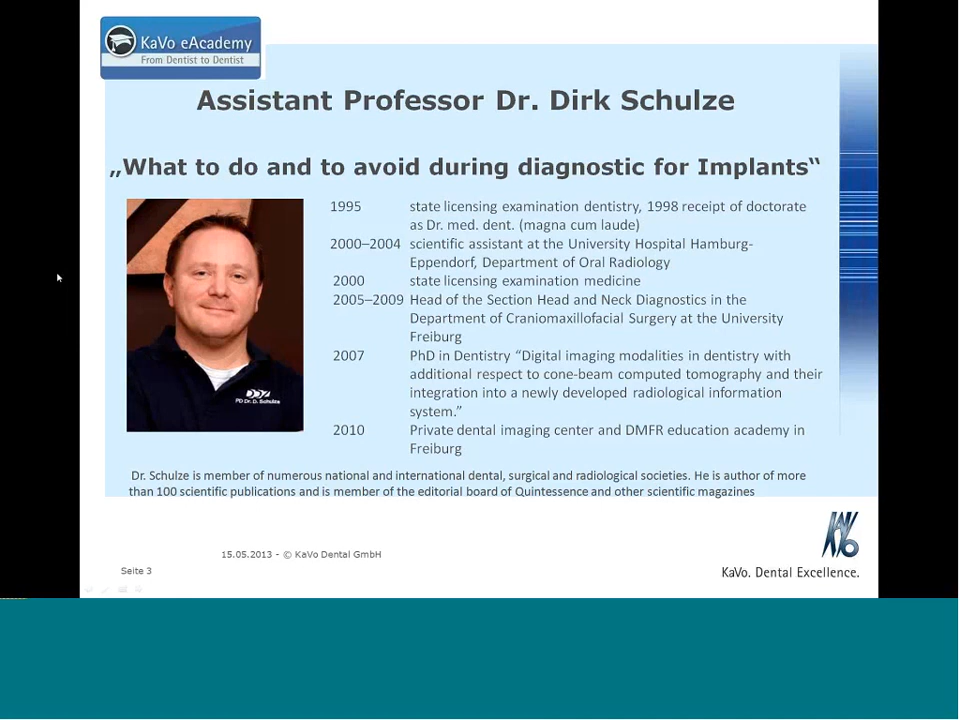 KaVo eAcademy
From Dentist to Dentist
Assistant Professor Dr. Dirk Schulze
„What to do and to avoid during diagnostic for Implants“
1995 state licensing examination dentistry, 1998 receipt of doctorate
as Dr. med. dent. (magna cum laude)
2000–2004 scientific assistant at the University Hospital Hamburg-
Eppendorf, Department of Oral Radiology
2000 state licensing examination medicine
2005–2009 Head of the Section Head and Neck Diagnostics in the
Department of Craniomaxillofacial Surgery at the University
Freiburg
2007 PhD in Dentistry “Digital imaging modalities in dentistry with
additional respect to cone-beam computed tomography and their
integration into a newly developed radiological information
system.”
2010 Private dental imaging center and DMFR education academy in
Freiburg
DDZ
PD Dr. D. Schulze
Dr. Schulze is member of numerous national and international dental, surgical and radiological societies. He is author of more
than 100 scientific publications and is member of the editorial board of Quintessence and other scientific magazines
15.05.2013 - © KaVo Dental GmbH
Seite 3
KAVO
KaVo. Dental Excellence.